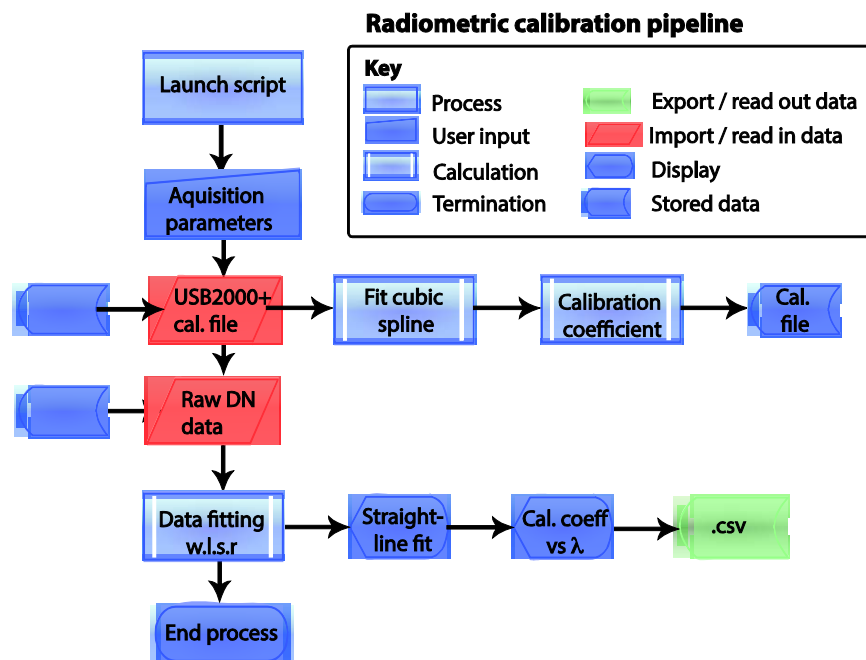 Radiometric calibration pipeline
Key
Process
User input
Calculation
Termination
Export / read out data
Import / read in data
Display
Stored data
Launch script
Aquisition
parameters
USB2000+
cal. file
Fit cubic
spline
Calibration
coefficient
Cal.
file
Raw DN
data
Data fitting
w.l.s.r
Straight-
line fit
Cal. coeff
vs λ
.csv
End process